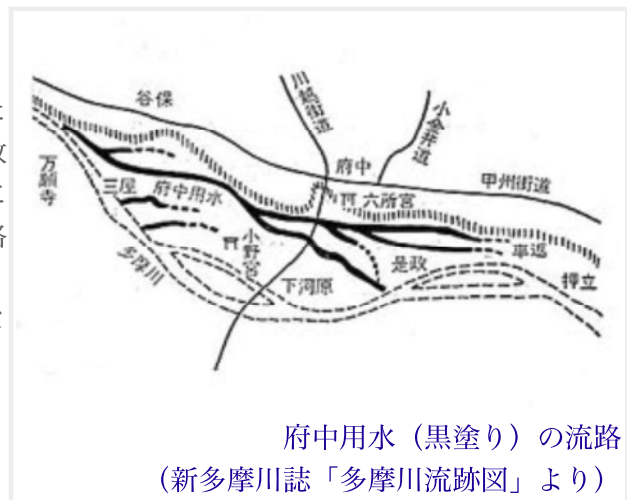 谷保
川越街道
小金井道
府中
甲州街道
万願寺
三屋
府中用水
六所宮
小野宮
多摩川
下河原
是政
車返
押立
府中用水（黒塗り）の流路
（新多摩川誌「多摩川流跡図」より）